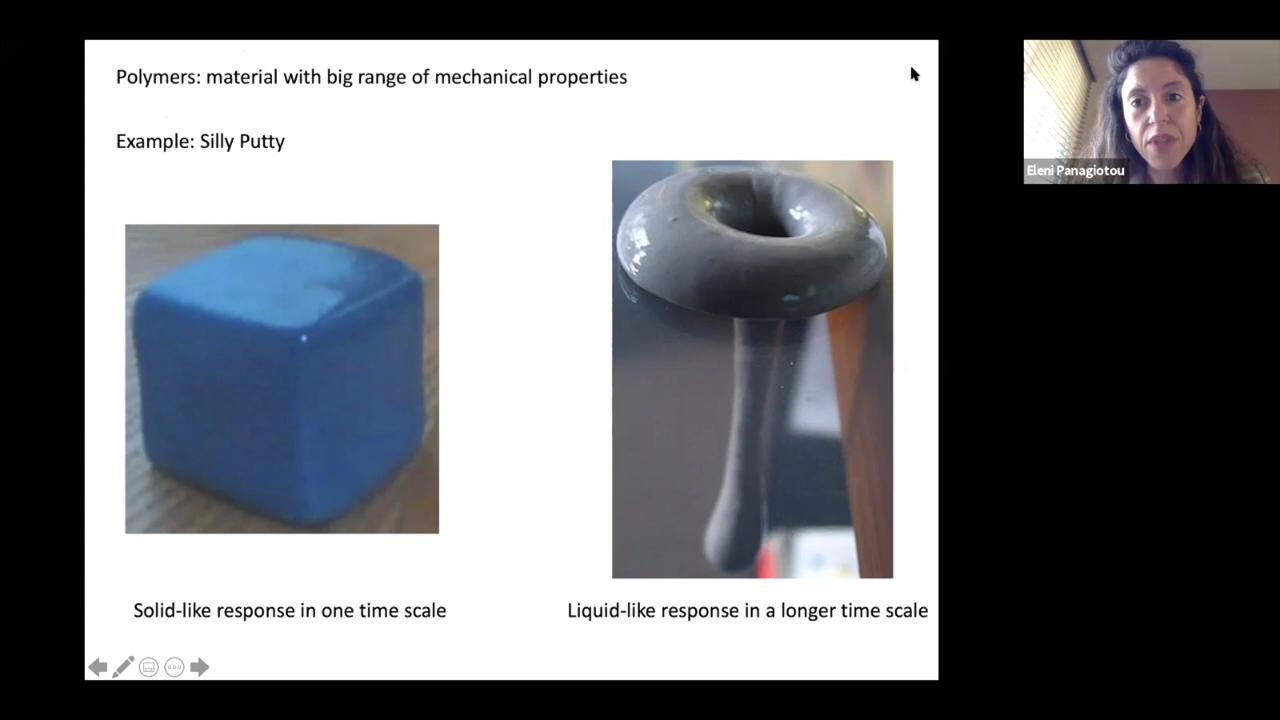 Polymers: material with big range of mechanical properties
Example: Silly Putty
Solid-like response in one time scale
Liquid-like response in a longer time scale
Eleni Panagiotou